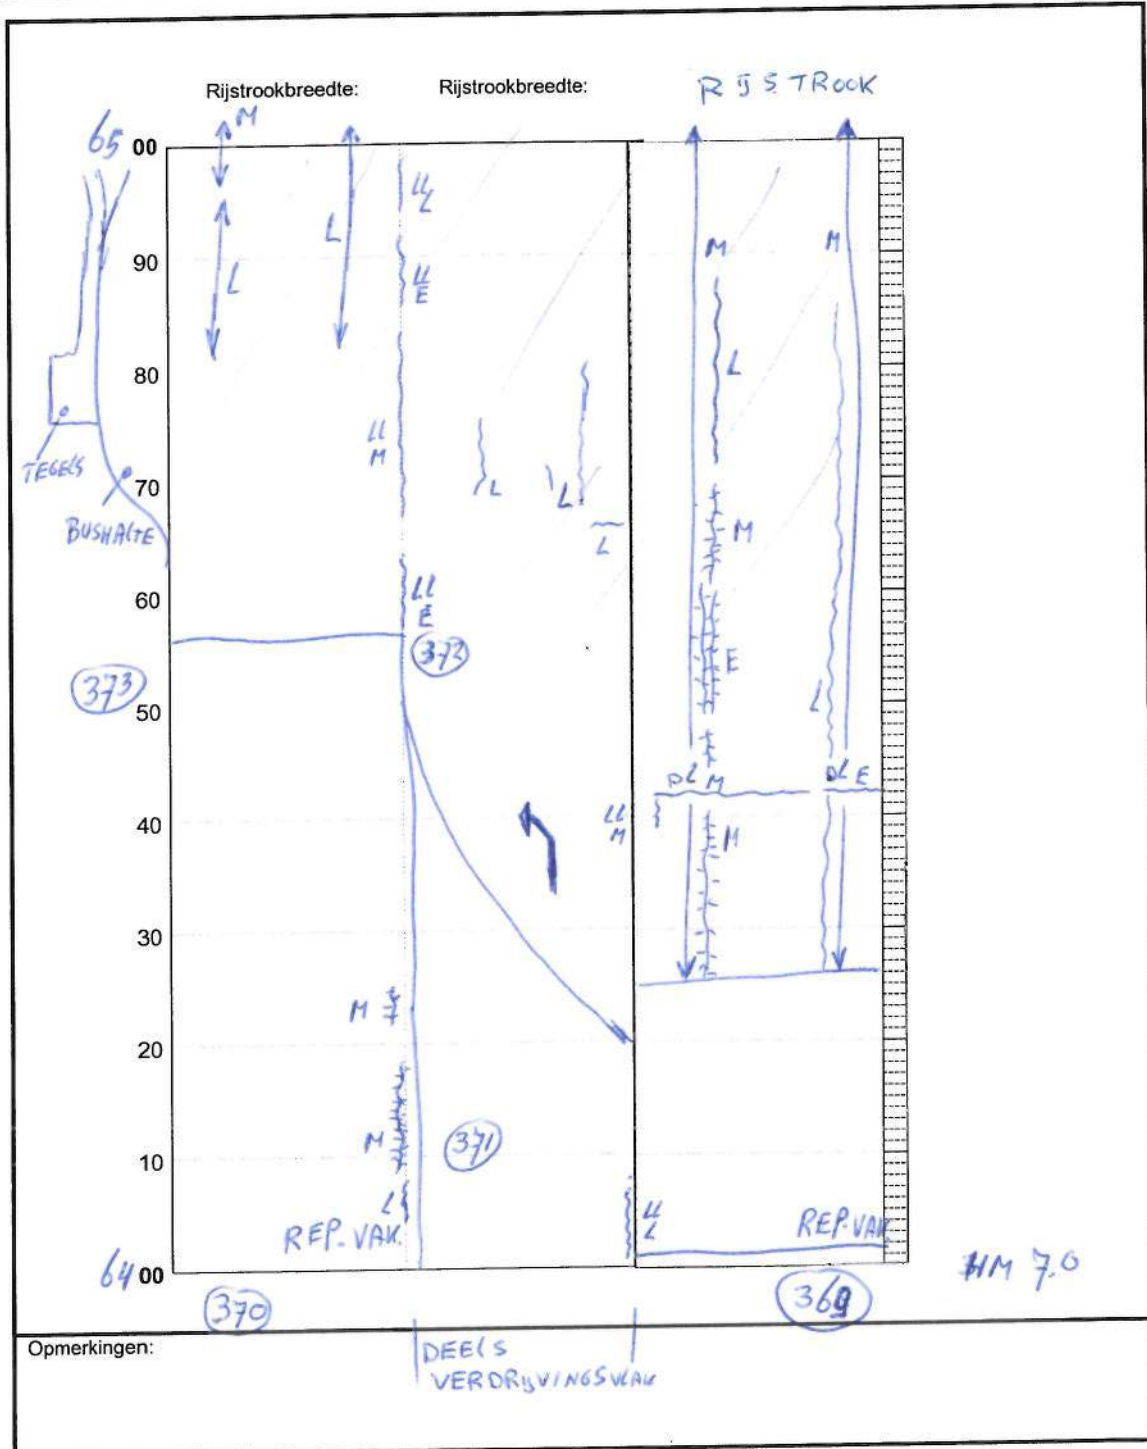 Rijstrookbreedte: Rijstrookbreedte: RIJSTROOK
M
65 00
LL
L
L
M M
90
L
LL
E
80
L
LL
M
TEGELS
70
L L
BUSHALTE
M
L
60
LL
E
372
E
373
50
L
DL M DL E
40
LL
M
M
30
M
20
M
371
10
L
LL
L
REP-VAK REP-VAK
64 00
HM 7.0
370 369
Opmerkingen:
DEELS
VERDRIJVINGSVLAK